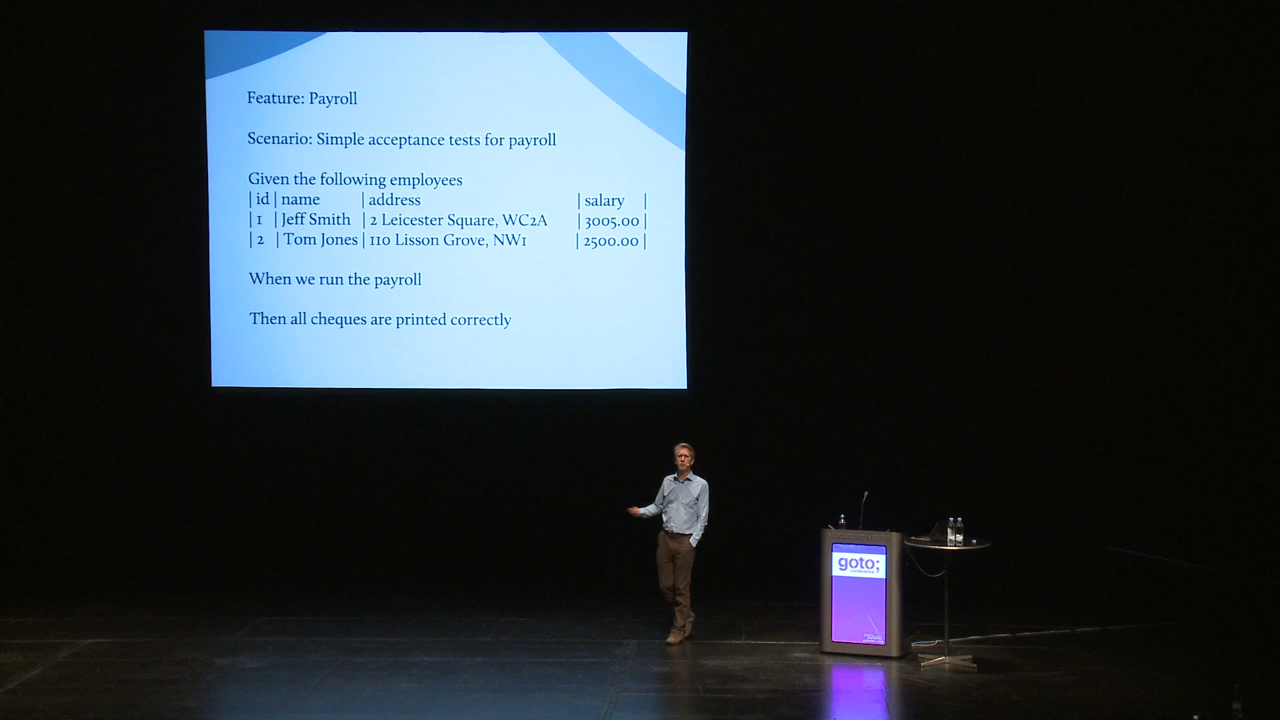 Feature: Payroll
Scenario: Simple acceptance tests for payroll
Given the following employees
| id | name | address | salary |
| 1 | Jeff Smith | 2 Leicester Square, WC2A | 3005.00 |
| 2 | Tom Jones | 110 Lisson Grove, NW1 | 2500.00 |
When we run the payroll
Then all cheques are printed correctly
goto;